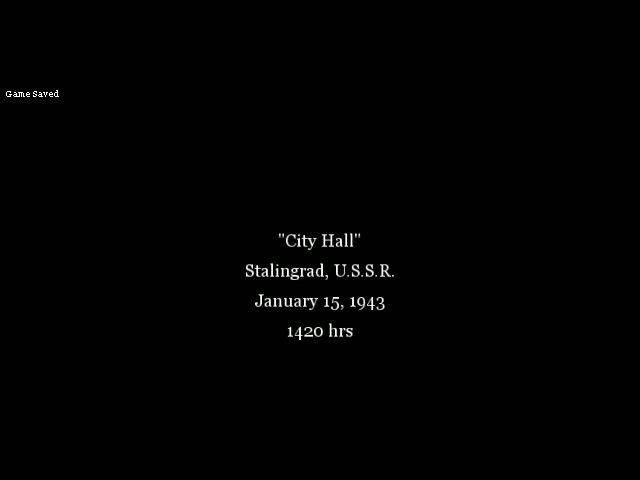 Game Saved
"City Hall"
Stalingrad, U.S.S.R.
January 15, 1943
1420 hrs